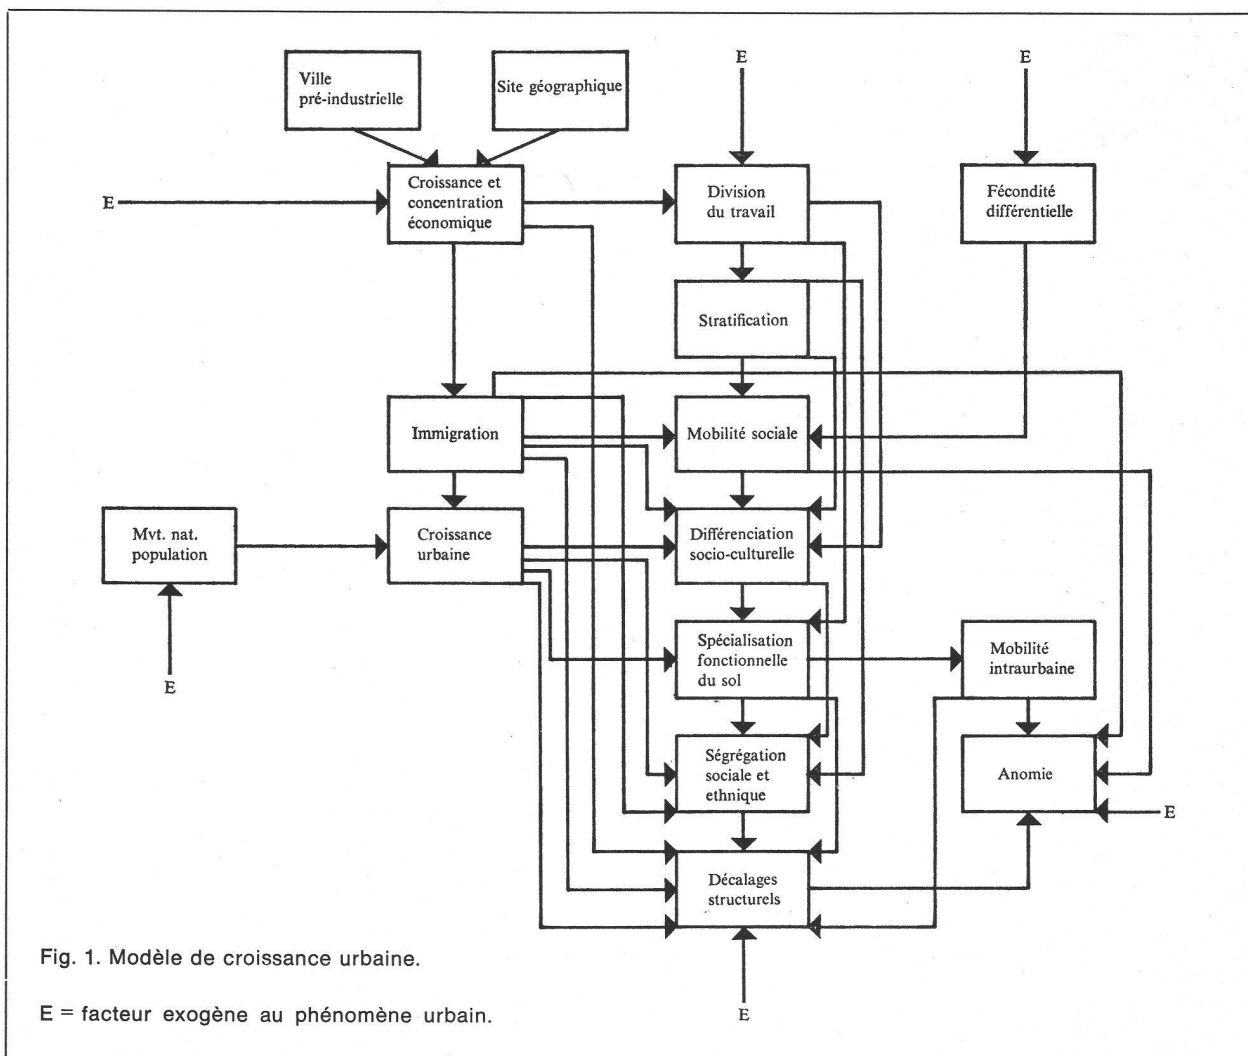 E
E
Ville
pré-industrielle
Site géographique
E
Croissance et
concentration
économique
Division
du travail
Fécondité
différentielle
Stratification
Immigration
Mobilité sociale
Mvt. nat.
population
Croissance
urbaine
Différenciation
socio-culturelle
E
Spécialisation
fonctionnelle
du sol
Mobilité
intraurbaine
Ségrégation
sociale et
ethnique
Anomie
E
Décalages
structurels
E
Fig. 1. Modèle de croissance urbaine.
E = facteur exogène au phénomène urbain.